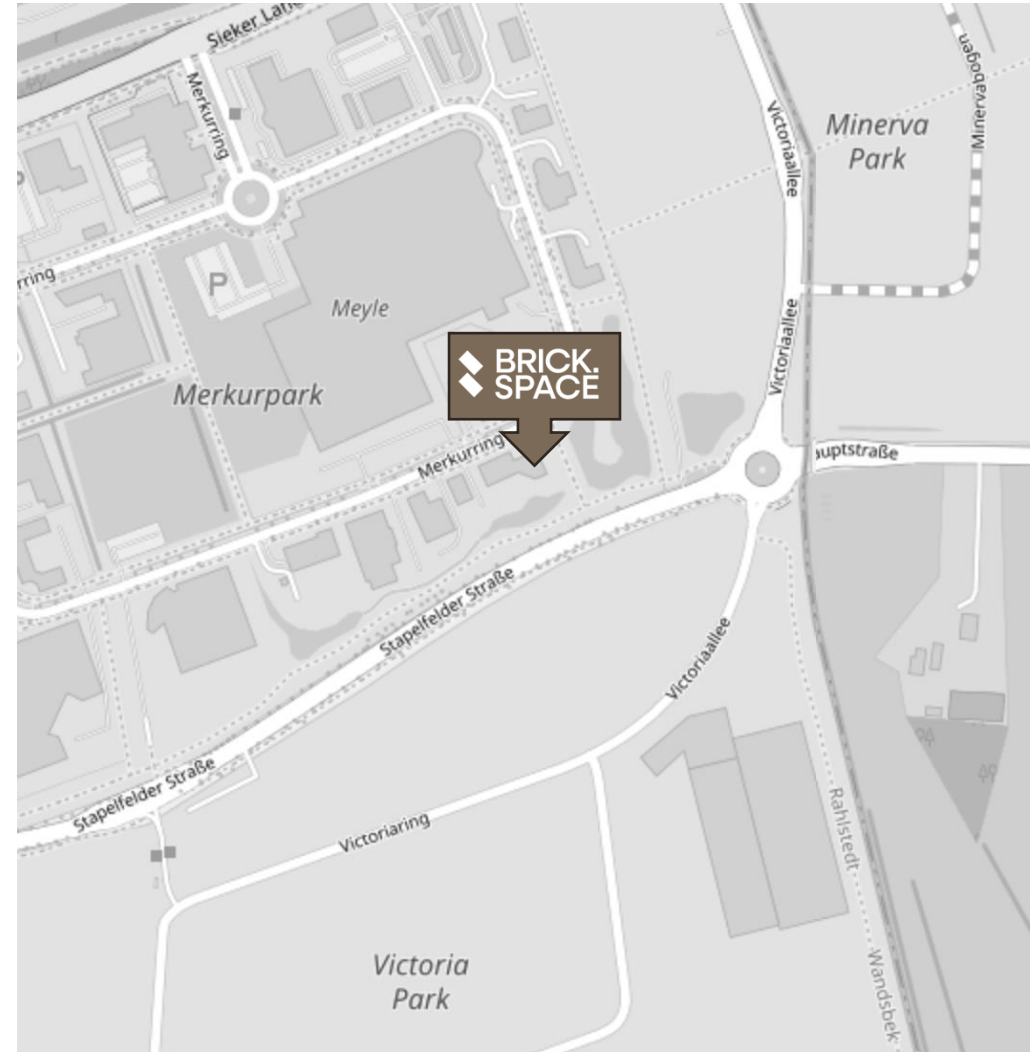 Sieker Land
Merkurring
Victoriaallee
Minervabogen
Minerva
Park
rring
P
Meyle
Victoriaallee
BRICK.
SPACE
Merkurpark
Merkurring
auptstraße
Stapelfelder Straße
Victoriaallee
Stapelfelder Straße
Victoriaring
Rahlstedt
Wandsbek
Victoria
Park